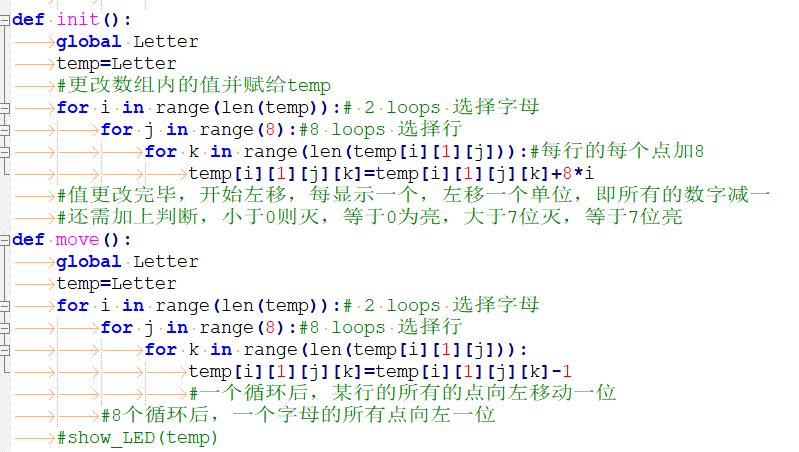 def init():
global Letter
temp=Letter
#更改数组内的值并赋给temp
for i in range(len(temp)):# 2 loops 选择字母
for j in range(8):#8 loops 选择行
for k in range(len(temp[i][1][j])):#每行的每个点加8
temp[i][1][j][k]=temp[i][1][j][k]+8*i
#值更改完毕，开始左移，每显示一个，左移一个单位，即所有的数字减一
#还需加上判断，小于0则灭，等于0为亮，大于7位灭，等于7位亮
def move():
global Letter
temp=Letter
for i in range(len(temp)):# 2 loops 选择字母
for j in range(8):#8 loops 选择行
for k in range(len(temp[i][1][j])):
temp[i][1][j][k]=temp[i][1][j][k]-1
#一个循环后，某行的所有的点向左移动一位
#8个循环后，一个字母的所有点向左一位
#show_LED(temp)